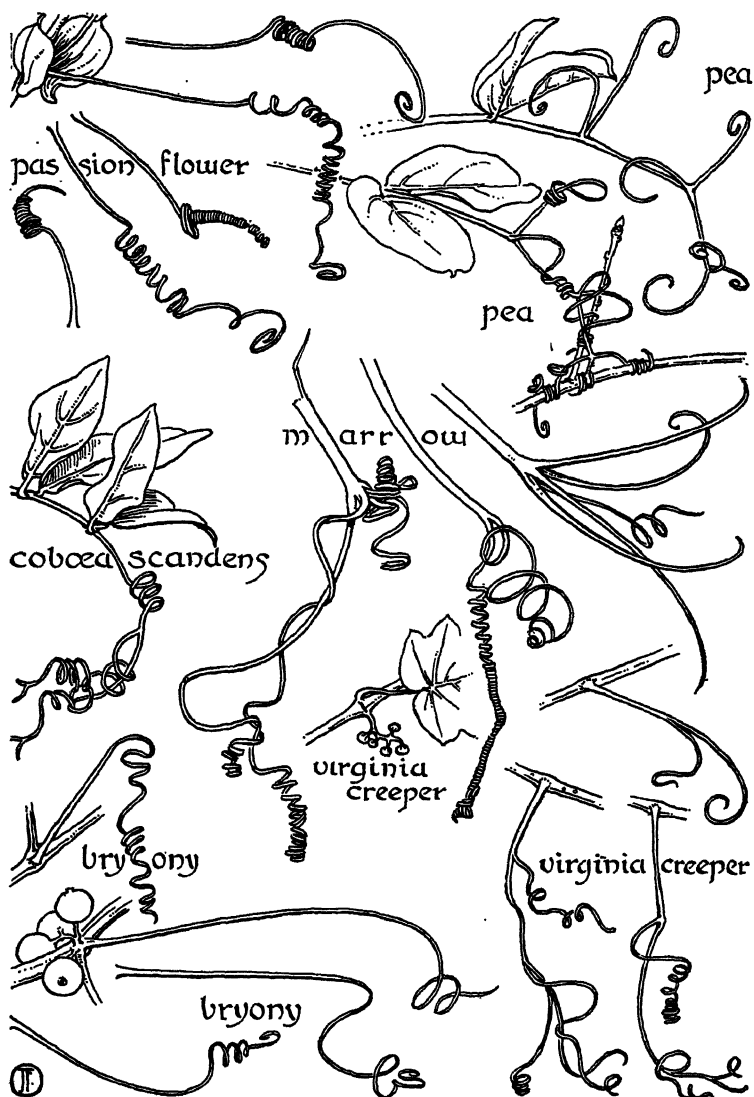 pea
passion flower
pea
marrow
cobœa scandens
virginia
creeper
bryony
virginia creeper
bryony